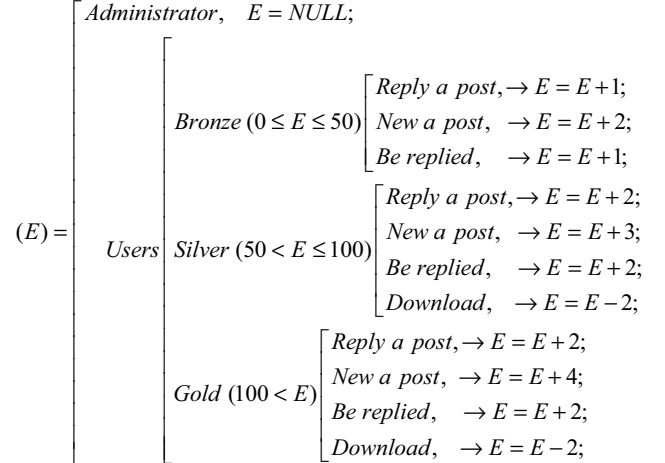 Administrator, E = NULL;
Reply a post, → E = E + 1;
Bronze (0 ≤ E ≤ 50) New a post, → E = E + 2;
Be replied, → E = E + 1;
Reply a post, → E = E + 2;
New a post, → E = E + 3;
(E) = Users Silver (50 < E ≤ 100)
Be replied, → E = E + 2;
Download, → E = E − 2;
Reply a post, → E = E + 2;
New a post, → E = E + 4;
Gold (100 < E)
Be replied, → E = E + 2;
Download, → E = E − 2;